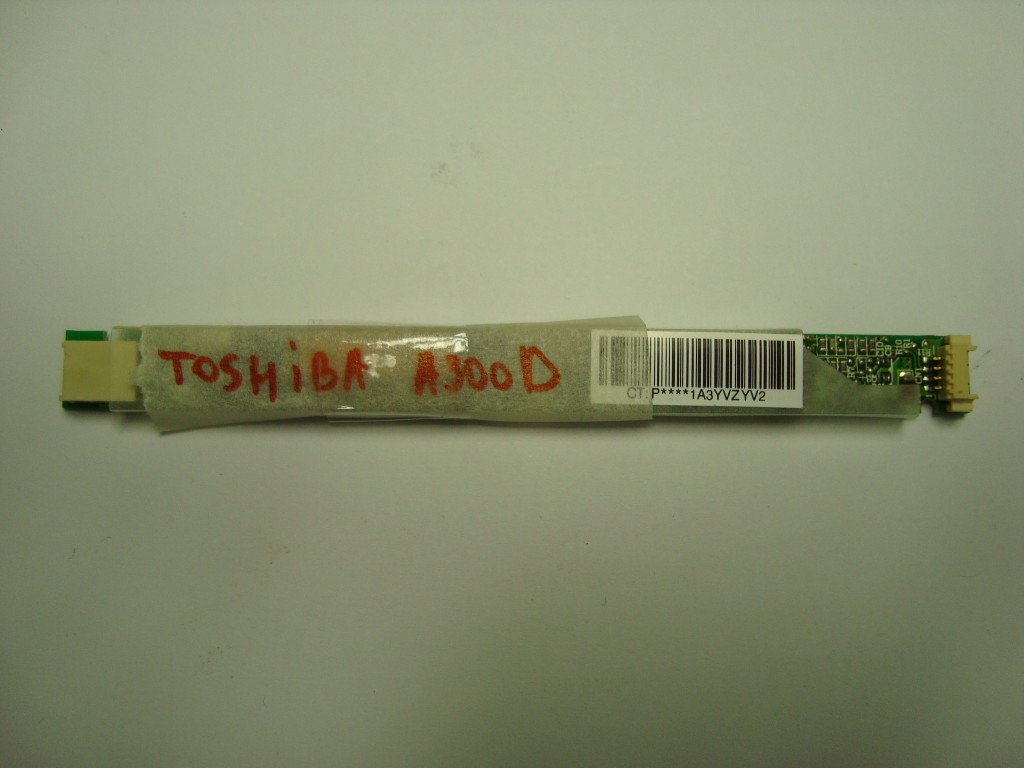 TOSHiBA A300D
CT: P****1A3YVZYV2